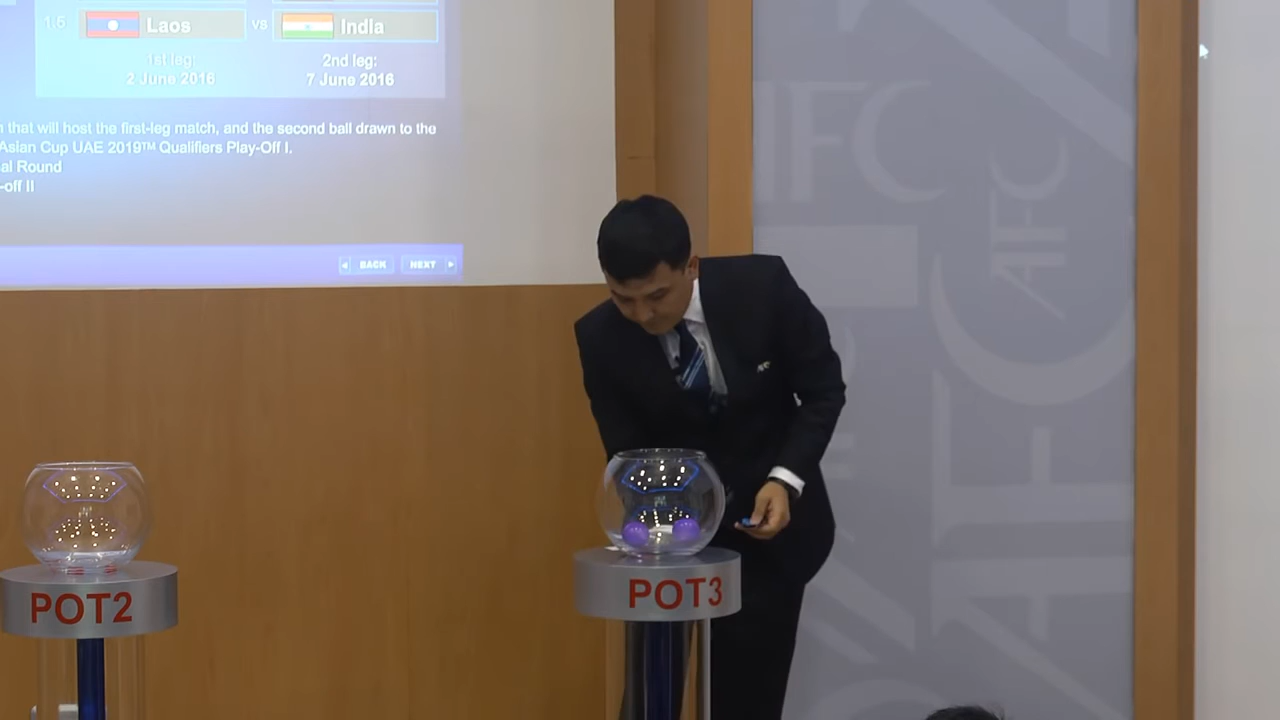 1.5 Laos vs India
1st leg: 2nd leg:
2 June 2016 7 June 2016
that will host the first-leg match, and the second ball drawn to the
Asian Cup UAE 2019™ Qualifiers Play-Off I.
al Round
-off II
BACK NEXT
AFC
AFC
AFC
POT2
POT3